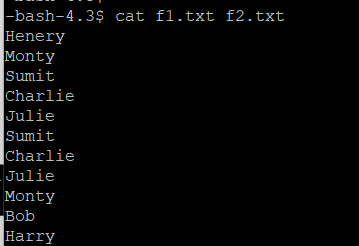 -bash-4.3$ cat f1.txt f2.txt
Henery
Monty
Sumit
Charlie
Julie
Sumit
Charlie
Julie
Monty
Bob
Harry